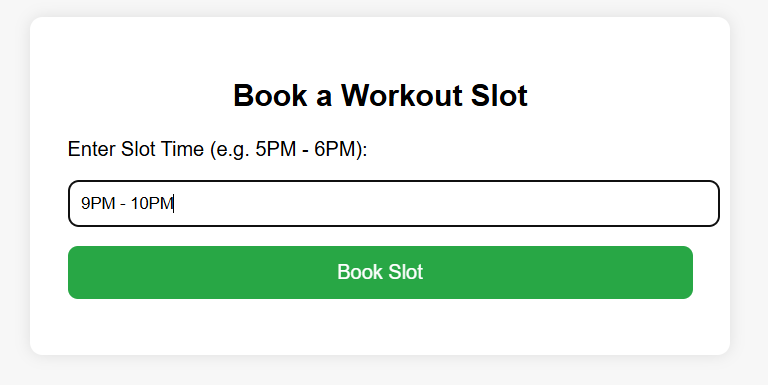 Book a Workout Slot
Enter Slot Time (e.g. 5PM - 6PM):
9PM - 10PM
Book Slot